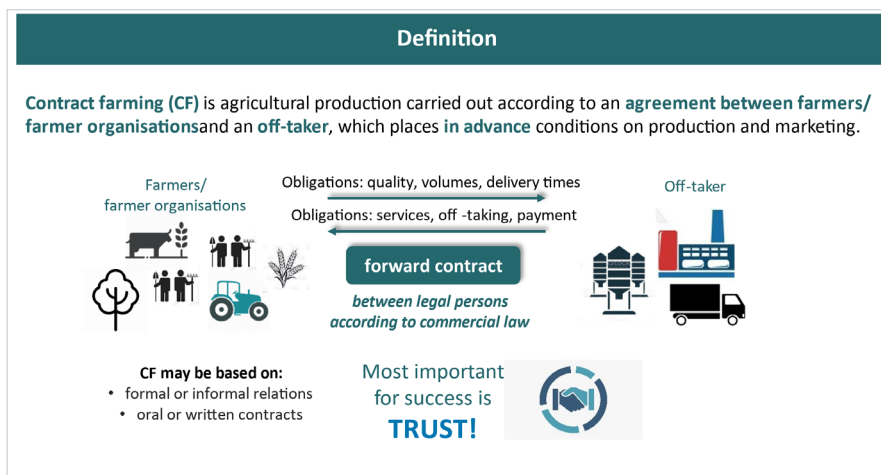 Definition
Contract farming (CF) is agricultural production carried out according to an agreement between farmers/
farmer organisationsand an off-taker, which places in advance conditions on production and marketing.
Farmers/
farmer organisations
Obligations: quality, volumes, delivery times
Obligations: services, off -taking, payment
Off-taker
forward contract
between legal persons
according to commercial law
CF may be based on:
• formal or informal relations
• oral or written contracts
Most important
for success is
TRUST!